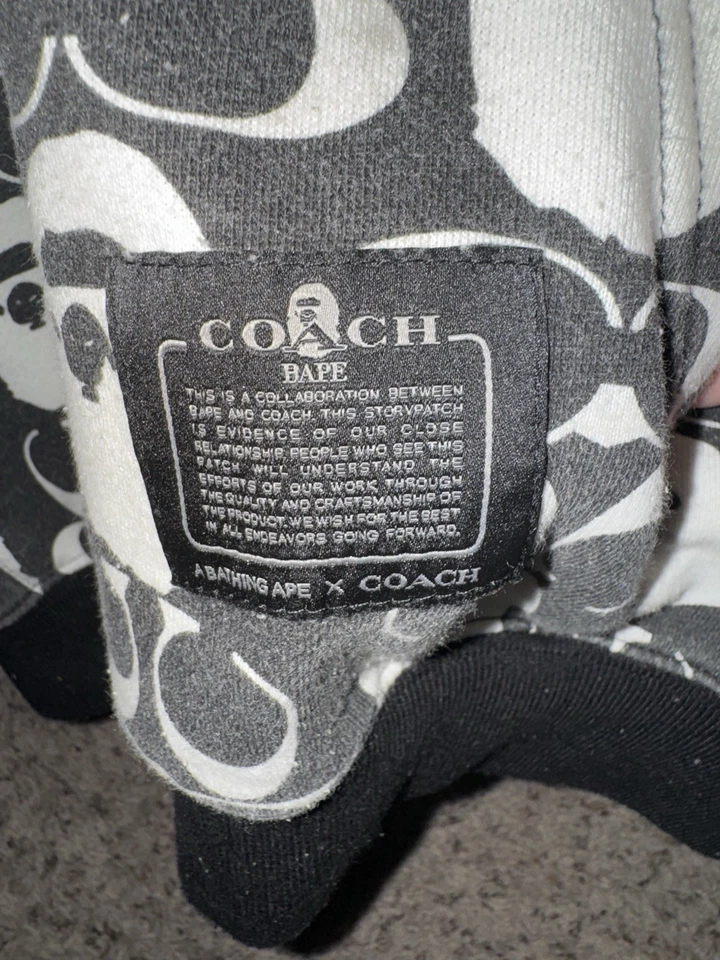 COACH
BAPE
THIS IS A COLLABORATION BETWEEN
BAPE AND COACH. THIS STORYPATCH
IS EVIDENCE OF OUR CLOSE
RELATIONSHIP. PEOPLE WHO SEE THIS
PATCH WILL UNDERSTAND THE
EFFORTS OF OUR WORK THROUGH
THE QUALITY AND CRAFTSMANSHIP OF
THE PRODUCT. WE WISH FOR THE BEST
IN ALL ENDEAVORS GOING FORWARD.
A BATHING APE X COACH